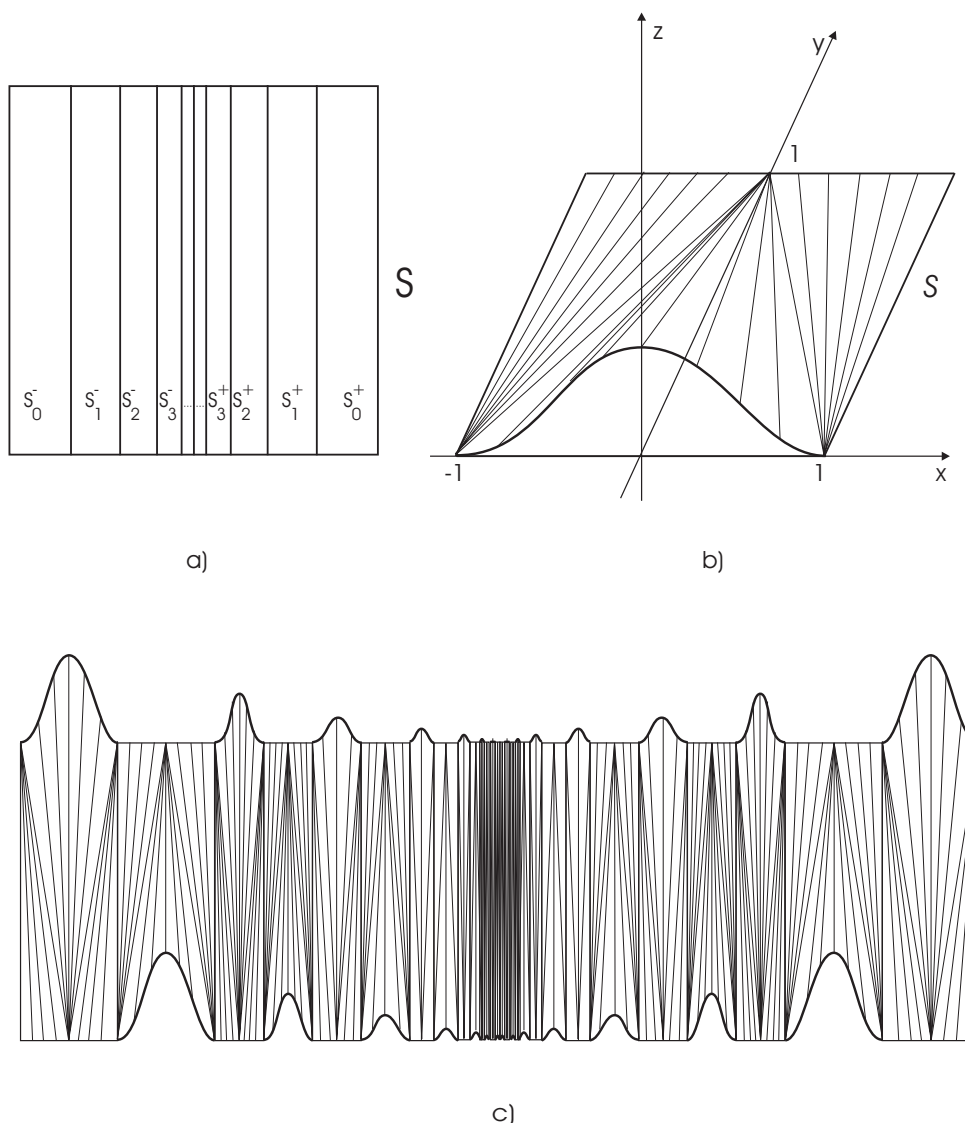 S₀⁻ S₁⁻ S₂⁻ S₃⁻ ........ S₃⁺ S₂⁺ S₁⁺ S₀⁺
S
a)
z
y
1
S
-1
1
x
b)
c)